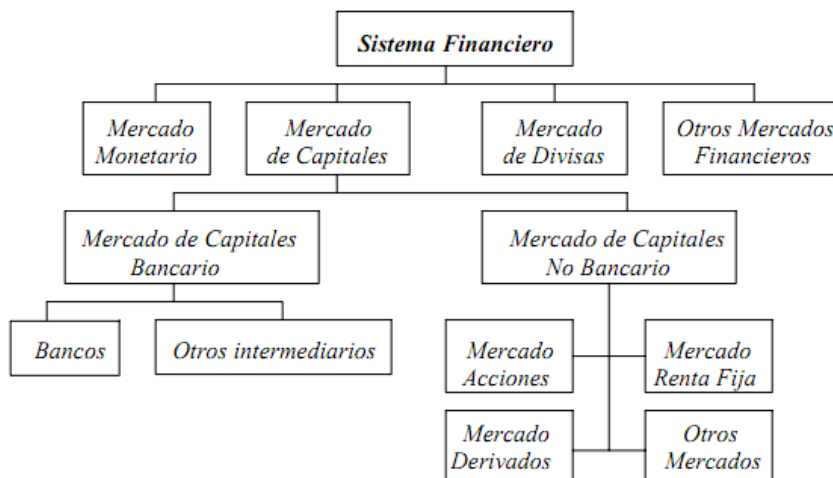 Sistema Financiero
Mercado
Monetario
Mercado
de Capitales
Mercado
de Divisas
Otros Mercados
Financieros
Mercado de Capitales
Bancario
Mercado de Capitales
No Bancario
Bancos
Otros intermediarios
Mercado
Acciones
Mercado
Renta Fija
Mercado
Derivados
Otros
Mercados